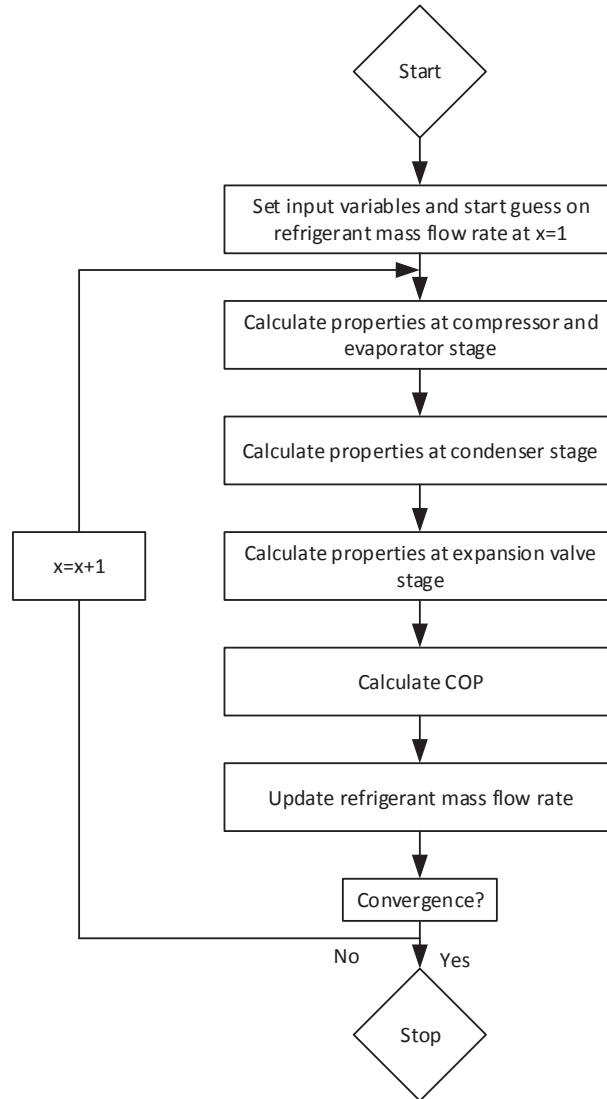 Start
Set input variables and start guess on
refrigerant mass flow rate at x=1
Calculate properties at compressor and
evaporator stage
Calculate properties at condenser stage
x=x+1
Calculate properties at expansion valve
stage
Calculate COP
Update refrigerant mass flow rate
Convergence?
No
Yes
Stop